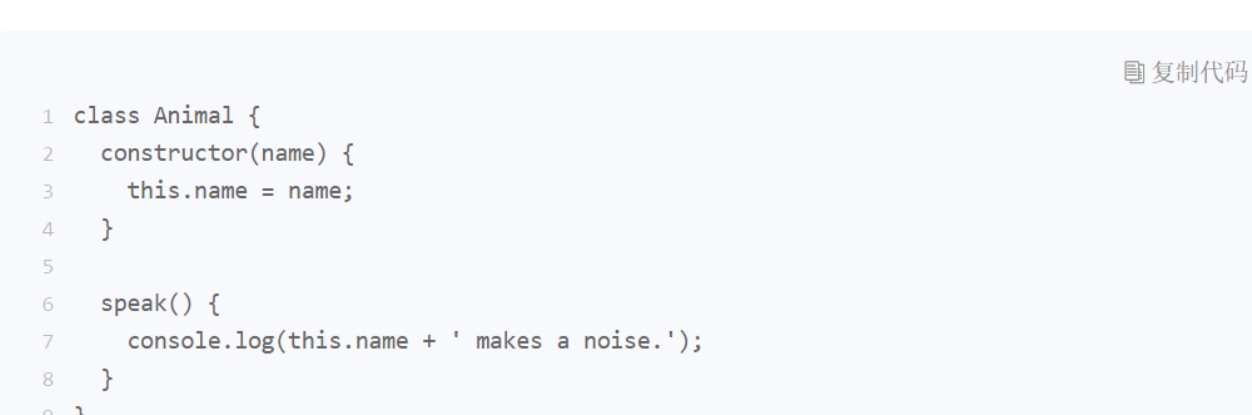 复制代码
1 class Animal {
2   constructor(name) {
3     this.name = name;
4   }
5
6   speak() {
7     console.log(this.name + ' makes a noise.');
8   }
9 }